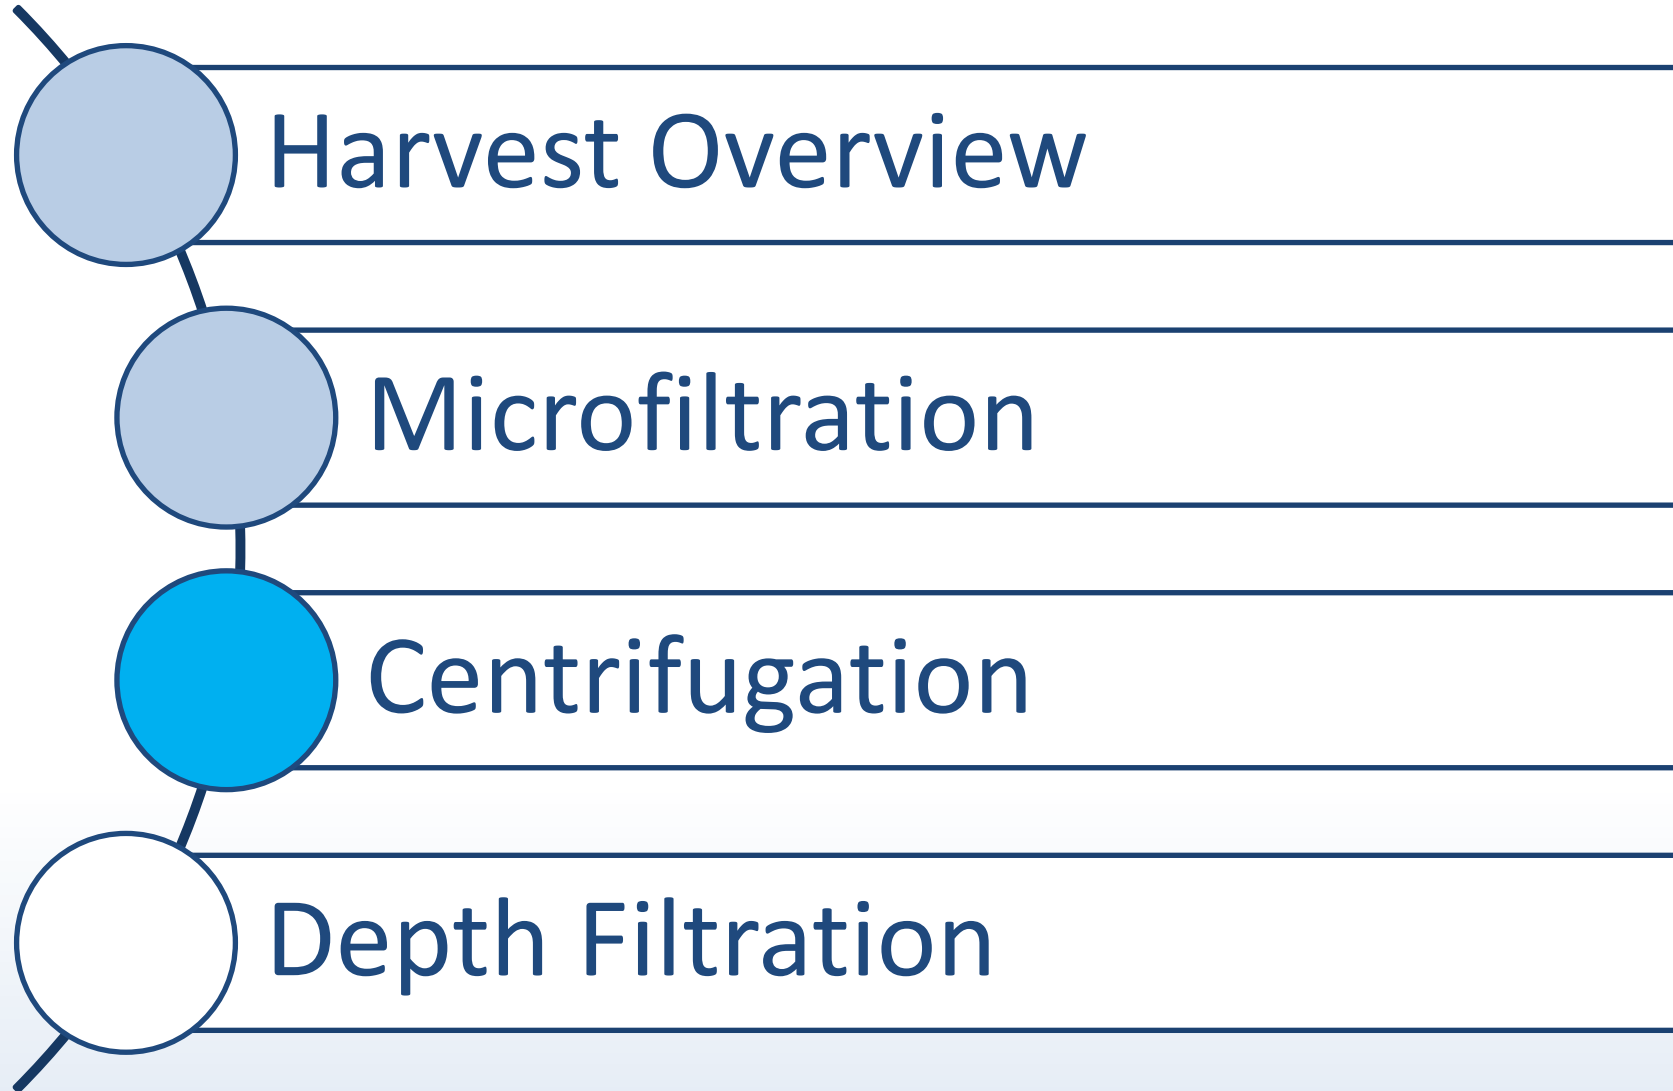 Harvest Overview
Microfiltration
Centrifugation
Depth Filtration